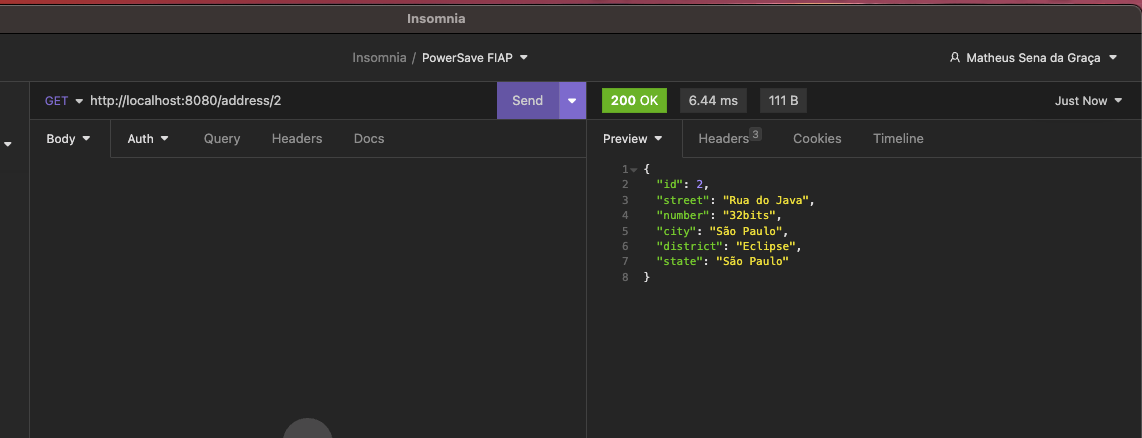 Insomnia
Insomnia / PowerSave FIAP
Matheus Sena da Graça
GET http://localhost:8080/address/2 Send
200 OK 6.44 ms 111 B Just Now
Body Auth Query Headers Docs
Preview Headers 3 Cookies Timeline
1 {
2 "id": 2,
3 "street": "Rua do Java",
4 "number": "32bits",
5 "city": "São Paulo",
6 "district": "Eclipse",
7 "state": "São Paulo"
8 }